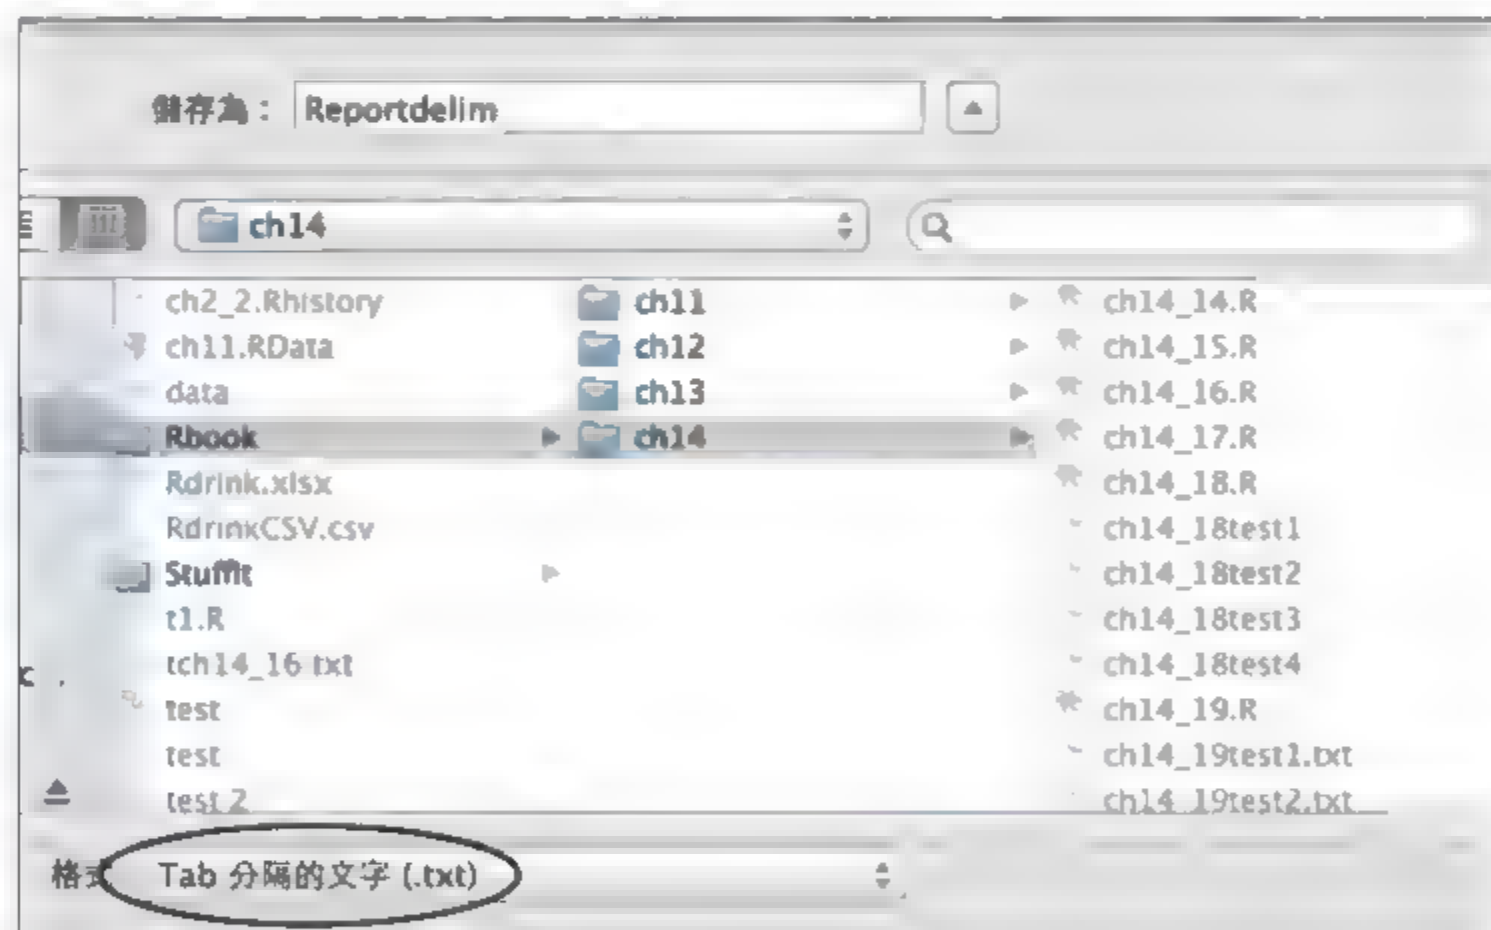 儲存為： Reportdelim
ch14
ch2_2.Rhistory ch11 ch14_14.R
ch11.RData ch12 ch14_15.R
data ch13 ch14_16.R
Rbook ch14 ch14_17.R
Rdrink.xlsx ch14_18.R
RdrinkCSV.csv ch14_18test1
StuffIt ch14_18test2
t1.R ch14_18test3
tch14_16.txt ch14_18test4
test ch14_19.R
test ch14_19test1.txt
test 2 ch14_19test2.txt
格式 Tab 分隔的文字 (.txt)